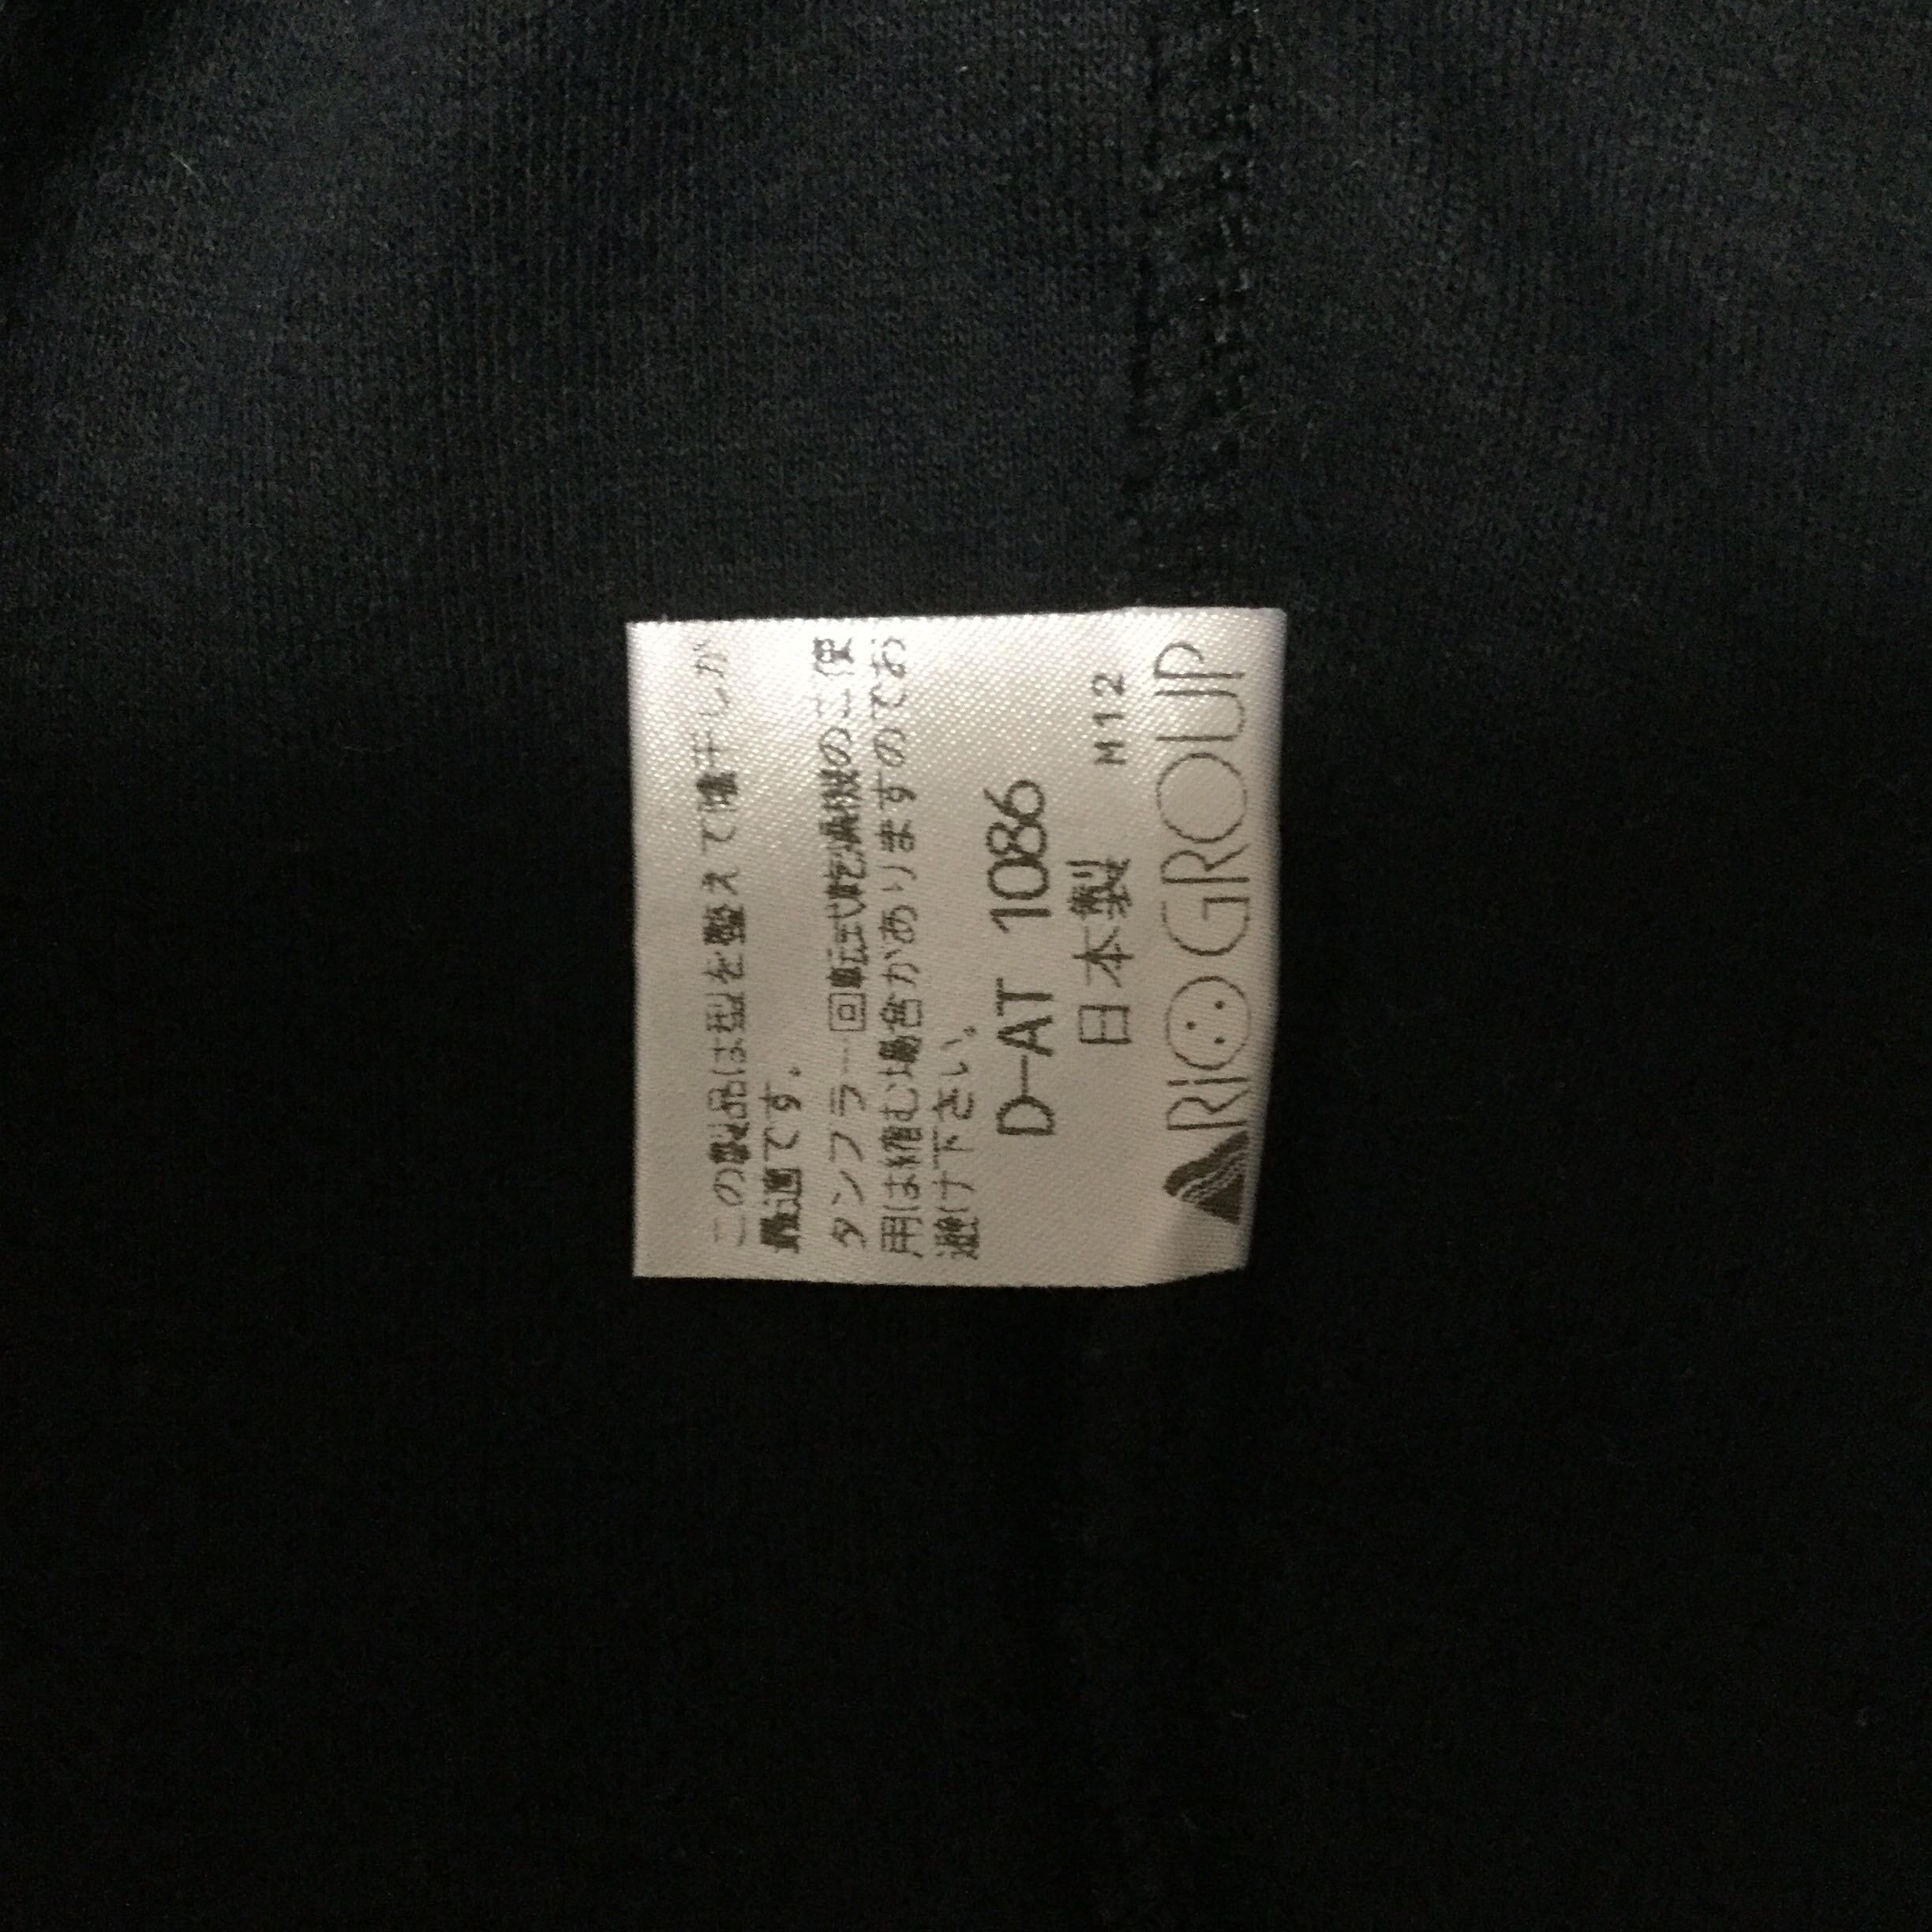 この製品は型を整えて陰干しが
最適です。
タンブラー回転式乾燥機のご使
用は縮む場合がありますのでお
避け下さい。
D-AT 1086
日本製 M12
RIO GROUP